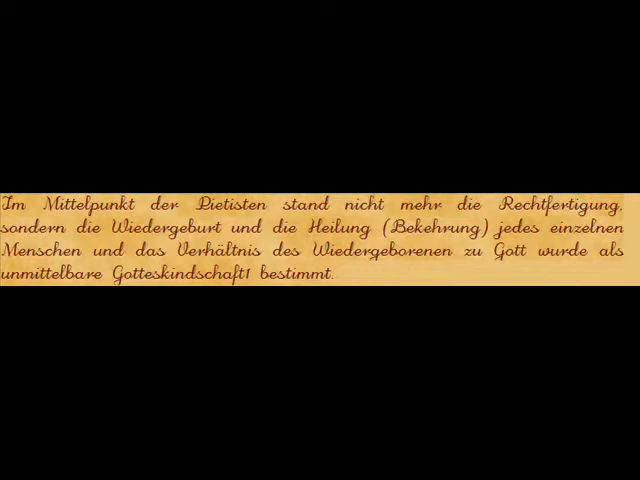 Im Mittelpunkt der Pietisten stand nicht mehr die Rechtfertigung,
sondern die Wiedergeburt und die Heilung (Bekehrung) jedes einzelnen
Menschen und das Verhältnis des Wiedergeborenen zu Gott wurde als
unmittelbare Gotteskindschaft1 bestimmt.